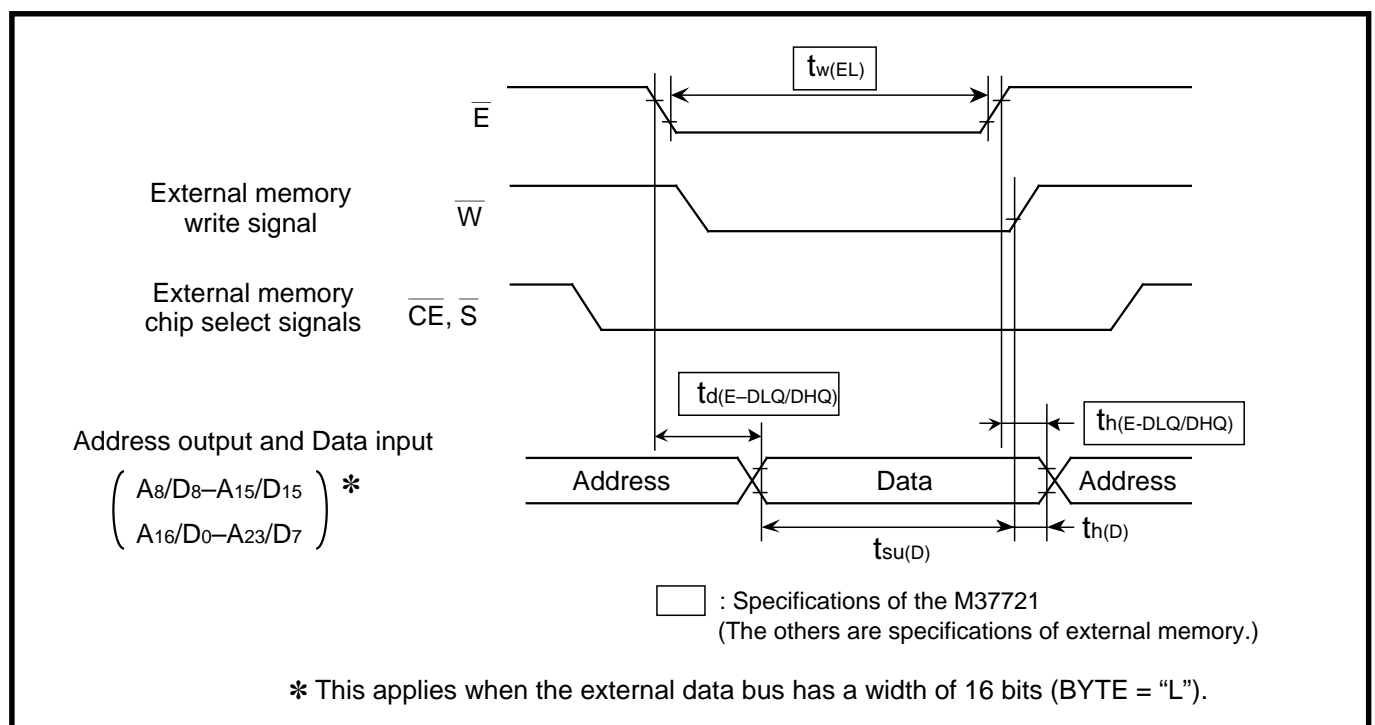 tw(EL)
E
External memory
write signal
W
External memory
chip select signals
CE, S
td(E–DLQ/DHQ)
th(E-DLQ/DHQ)
Address output and Data input
A8/D8–A15/D15
A16/D0–A23/D7
✻
Address
Data
Address
tsu(D)
th(D)
: Specifications of the M37721
(The others are specifications of external memory.)
✻ This applies when the external data bus has a width of 16 bits (BYTE = “L”).